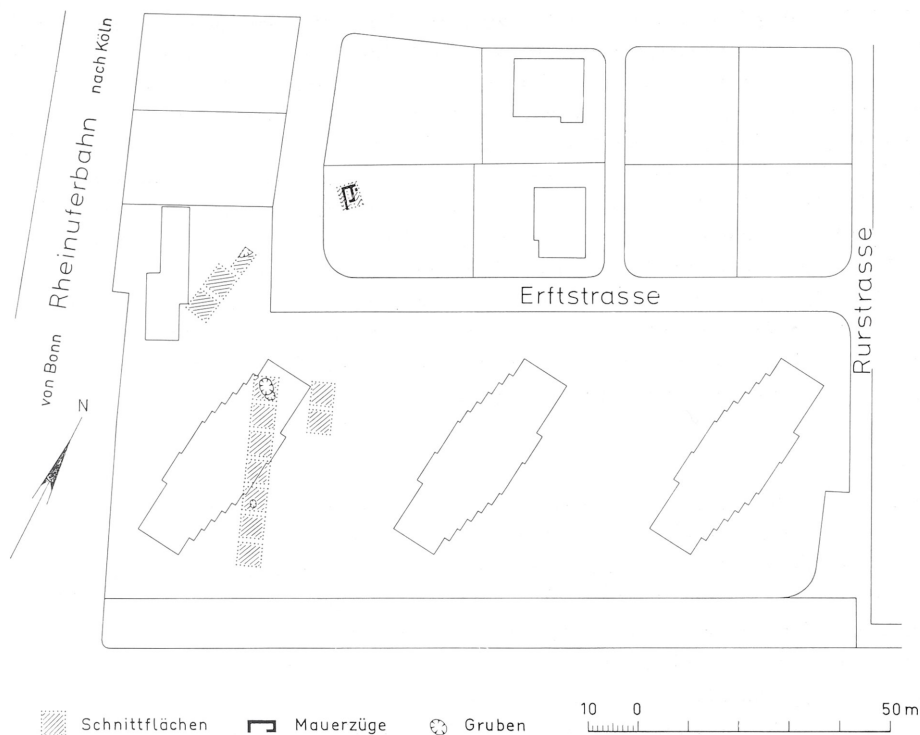 von Bonn Rheinuferbahn nach Köln
Erftstrasse
Rurstrasse
N
Schnittflächen Mauerzüge Gruben 10 0 50 m